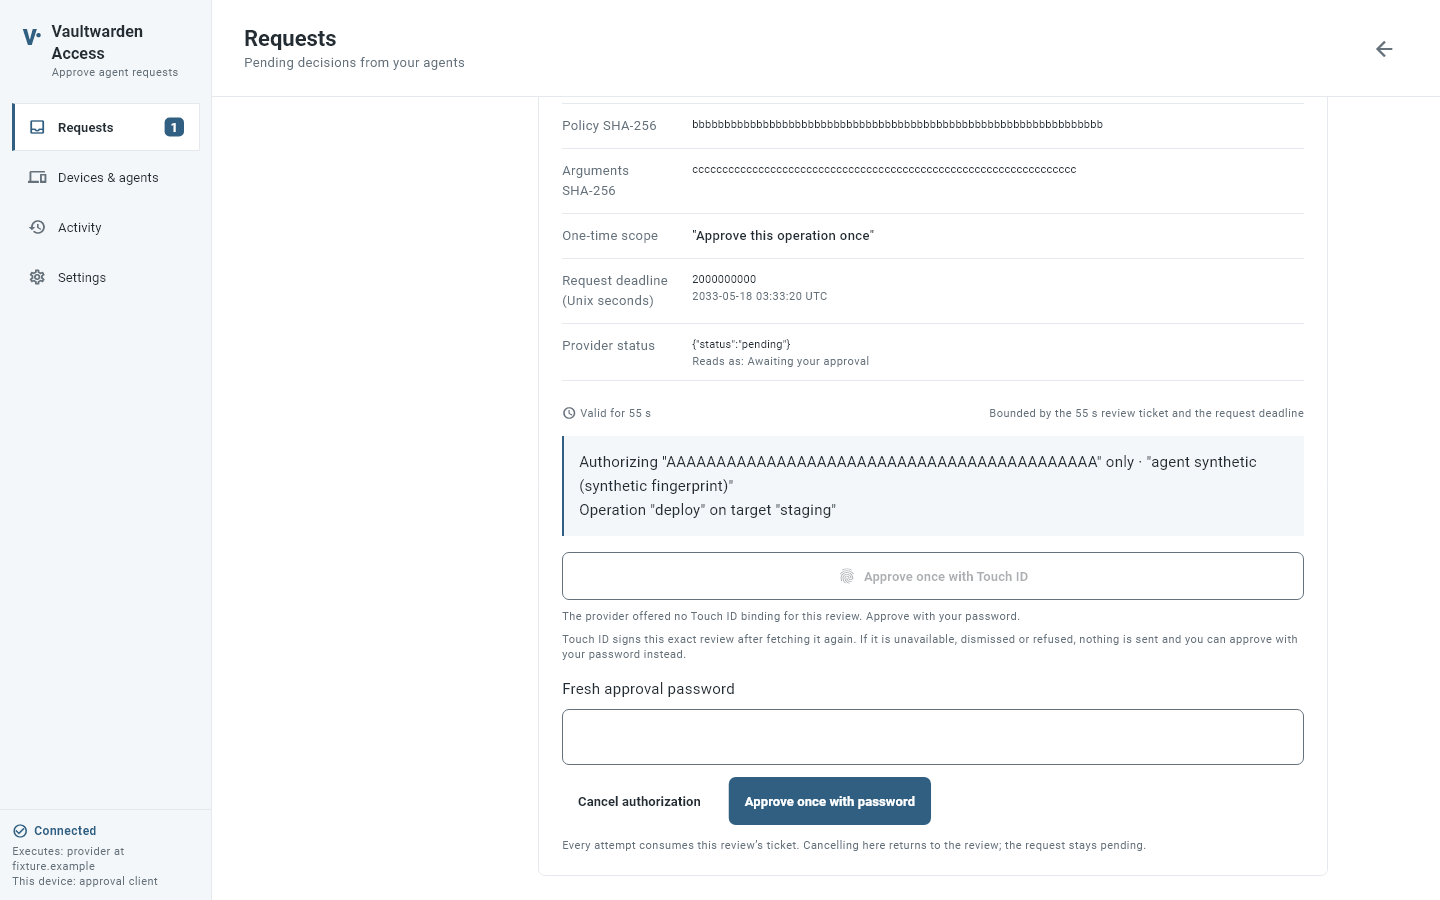 Vaultwarden
Access
Approve agent requests
Requests
1
Devices & agents
Activity
Settings
Connected
Executes: provider at
fixture.example
This device: approval client
Requests
Pending decisions from your agents
Policy SHA-256
bbbbbbbbbbbbbbbbbbbbbbbbbbbbbbbbbbbbbbbbbbbbbbbbbbbbbbbbbbbbbbbb
Arguments
SHA-256
cccccccccccccccccccccccccccccccccccccccccccccccccccccccccccccccc
One-time scope
"Approve this operation once"
Request deadline
(Unix seconds)
2000000000
2033-05-18 03:33:20 UTC
Provider status
{"status":"pending"}
Reads as: Awaiting your approval
Valid for 55 s
Bounded by the 55 s review ticket and the request deadline
Authorizing "AAAAAAAAAAAAAAAAAAAAAAAAAAAAAAAAAAAAAAAAAAA" only · "agent synthetic
(synthetic fingerprint)"
Operation "deploy" on target "staging"
Approve once with Touch ID
The provider offered no Touch ID binding for this review. Approve with your password.
Touch ID signs this exact review after fetching it again. If it is unavailable, dismissed or refused, nothing is sent and you can approve with
your password instead.
Fresh approval password
Cancel authorization
Approve once with password
Every attempt consumes this review's ticket. Cancelling here returns to the review; the request stays pending.